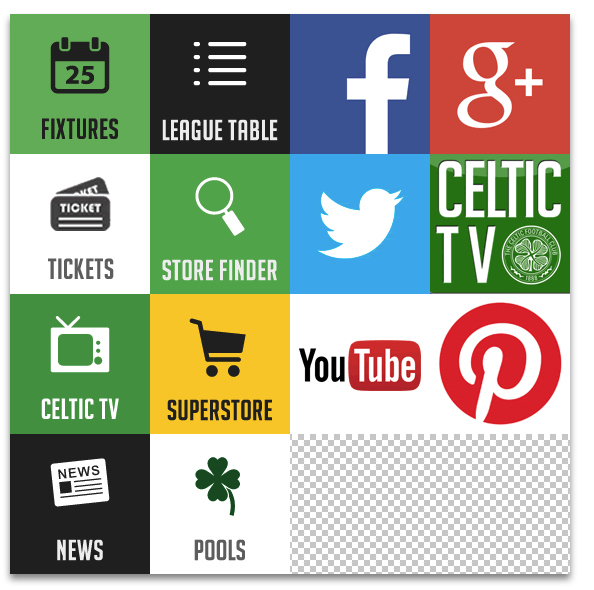 25
FIXTURES
LEAGUE TABLE
f
g+
TICKET
TICKET
TICKETS
STORE FINDER
CELTIC
TV
THE CELTIC FOOTBALL CLUB
1888
CELTIC TV
SUPERSTORE
YouTube
P
NEWS
NEWS
POOLS